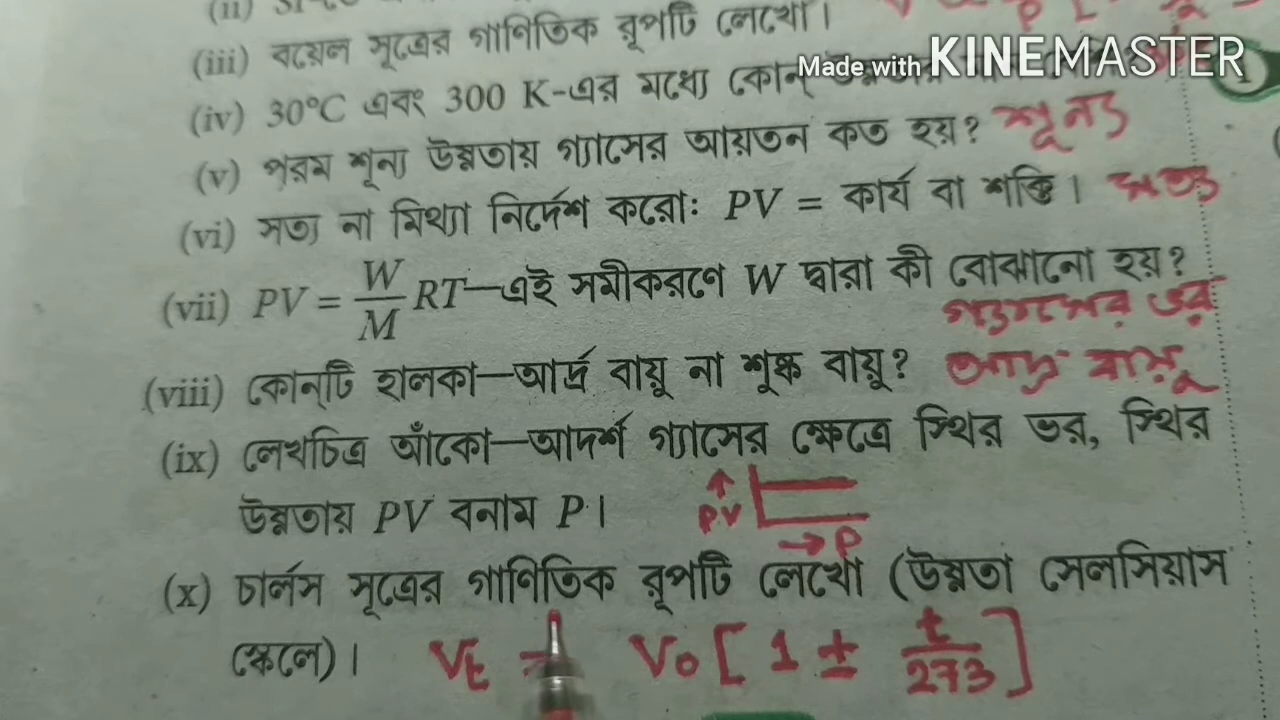 (ii)
(iii) বয়েল সূত্রের গাণিতিক রূপটি লেখো।
Made with KINEMASTER
(iv) 30°C এবং 300 K-এর মধ্যে কোন্
(v) পরম শূন্য উষ্ণতায় গ্যাসের আয়তন কত হয়? শূন্য
(vi) সত্য না মিথ্যা নির্দেশ করো: PV = কার্য বা শক্তি। সত্য
(vii) PV = W/M RT—এই সমীকরণে W দ্বারা কী বোঝানো হয়?
গ্যাসের ভর
(viii) কোন্‌টি হালকা—আর্দ্র বায়ু না শুষ্ক বায়ু? আর্দ্র বায়ু
(ix) লেখচিত্র আঁকো—আদর্শ গ্যাসের ক্ষেত্রে স্থির ভর, স্থির
উষ্ণতায় PV বনাম P। ↑ PV → P
(x) চার্লস সূত্রের গাণিতিক রূপটি লেখো (উষ্ণতা সেলসিয়াস
স্কেলে)। Vt = V₀ [ 1 ± t/273 ]